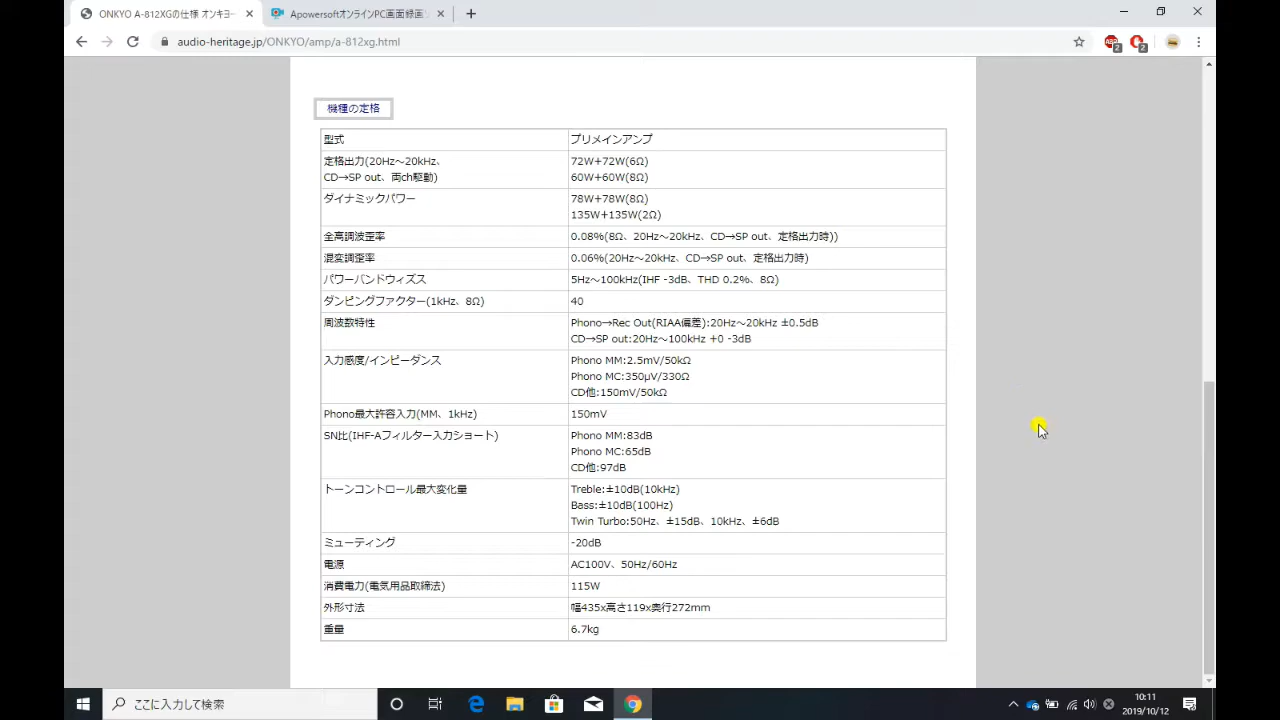 ONKYO A-812XGの仕様 オンキヨー
ApowersoftオンラインPC画面録画
audio-heritage.jp/ONKYO/amp/a-812xg.html
2
2
機種の定格
型式
プリメインアンプ
定格出力(20Hz～20kHz、
CD→SP out、両ch駆動)
72W+72W(6Ω)
60W+60W(8Ω)
ダイナミックパワー
78W+78W(8Ω)
135W+135W(2Ω)
全高調波歪率
0.08%(8Ω、20Hz～20kHz、CD→SP out、定格出力時))
混変調歪率
0.06%(20Hz～20kHz、CD→SP out、定格出力時)
パワーバンドウィズス
5Hz～100kHz(IHF -3dB、THD 0.2%、8Ω)
ダンピングファクター(1kHz、8Ω)
40
周波数特性
Phono→Rec Out(RIAA偏差):20Hz～20kHz ±0.5dB
CD→SP out:20Hz～100kHz +0 -3dB
入力感度/インピーダンス
Phono MM:2.5mV/50kΩ
Phono MC:350μV/330Ω
CD他:150mV/50kΩ
Phono最大許容入力(MM、1kHz)
150mV
SN比(IHF-Aフィルター入力ショート)
Phono MM:83dB
Phono MC:65dB
CD他:97dB
トーンコントロール最大変化量
Treble:±10dB(10kHz)
Bass:±10dB(100Hz)
Twin Turbo:50Hz、±15dB、10kHz、±6dB
ミューティング
-20dB
電源
AC100V、50Hz/60Hz
消費電力(電気用品取締法)
115W
外形寸法
幅435x高さ119x奥行272mm
重量
6.7kg
ここに入力して検索
10:11
2019/10/12